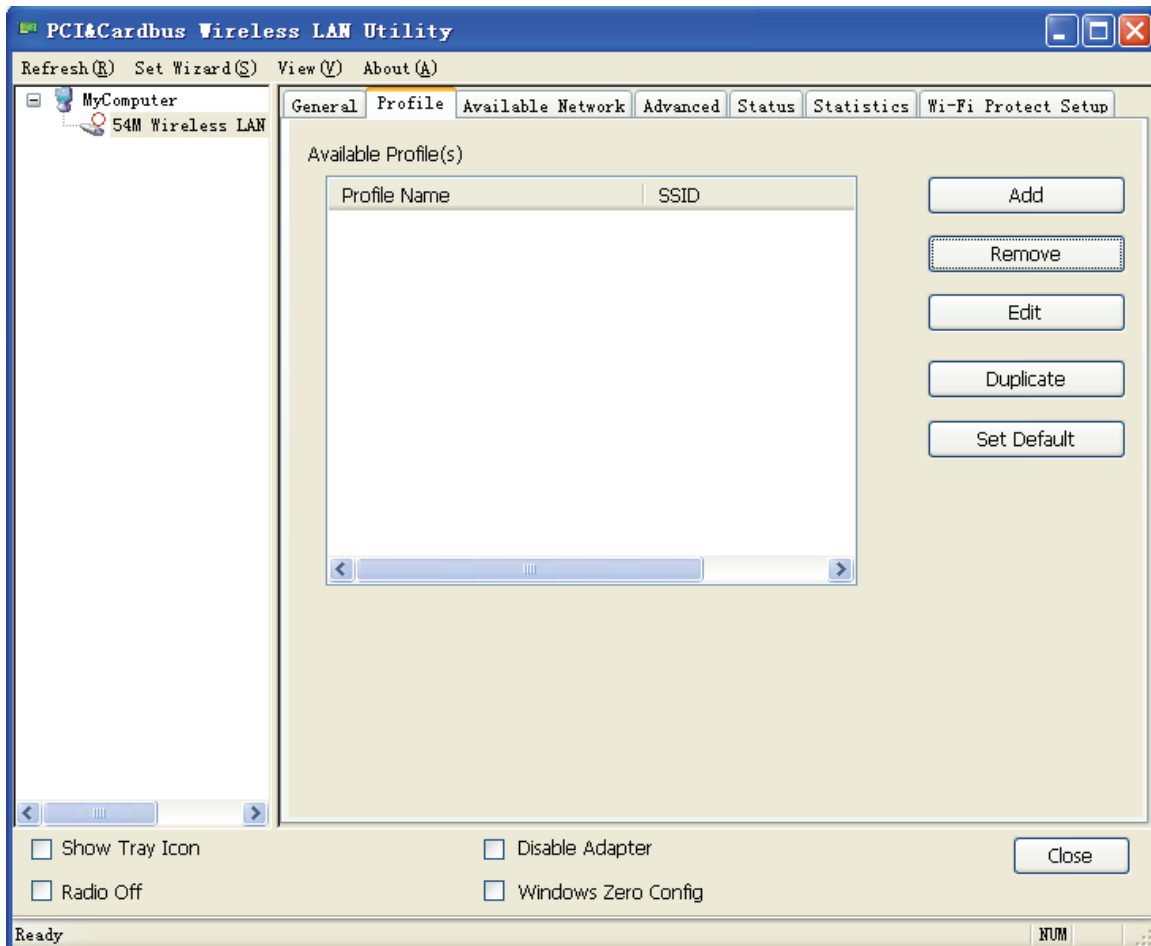 PCI&Cardbus Wireless LAN Utility
Refresh(R) Set Wizard(S) View(V) About(A)
MyComputer
54M Wireless LAN
General Profile Available Network Advanced Status Statistics Wi-Fi Protect Setup
Available Profile(s)
Profile Name SSID
Add
Remove
Edit
Duplicate
Set Default
Show Tray Icon
Disable Adapter
Close
Radio Off
Windows Zero Config
Ready
NUM